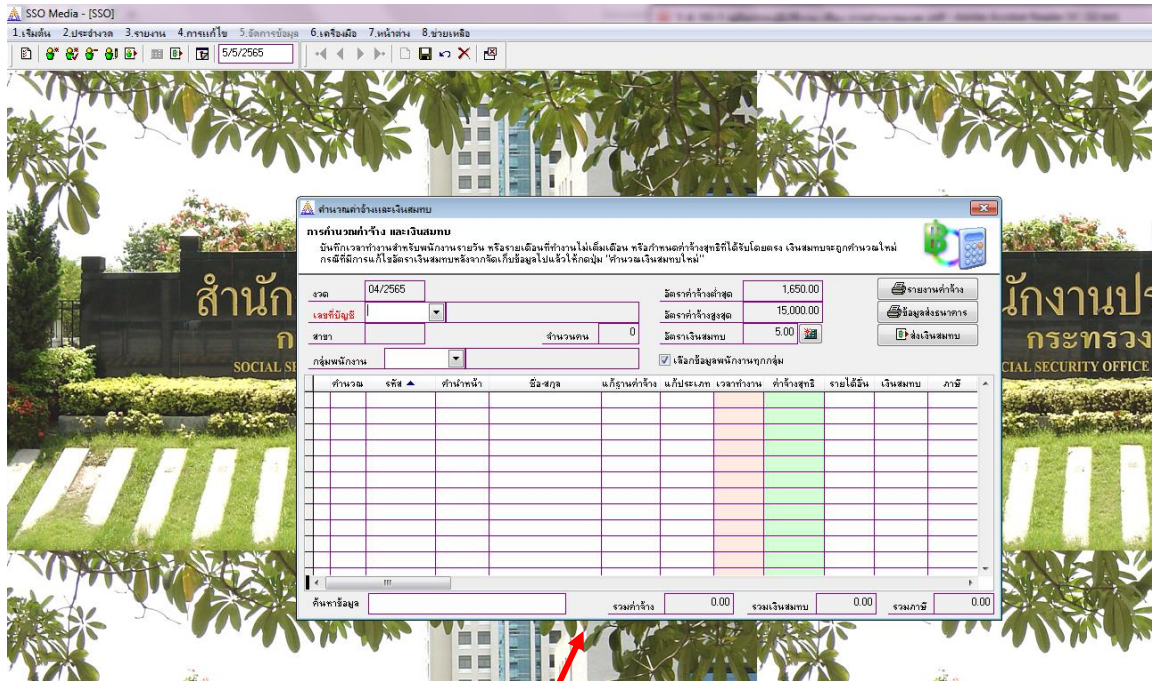 SSO Media - [SSO]
1.เริ่มต้น 2.ประจำงวด 3.รายงาน 4.การแก้ไข 5.จัดการข้อมูล 6.เครื่องมือ 7.หน้าต่าง 8.ช่วยเหลือ
5/5/2565
สำนัก
ก
SOCIAL SE
ักงานปร
กระทรวง
CIAL SECURITY OFFICE
คำนวณค่าจ้างและเงินสมทบ
การคำนวณค่าจ้าง และเงินสมทบ
บันทึกเวลาทำงานสำหรับพนักงานรายวัน หรือรายเดือนที่ทำงานไม่เต็มเดือน หรือกำหนดค่าจ้างสุทธิที่ได้รับโดยตรง เงินสมทบจะถูกคำนวณใหม่
กรณีที่มีการแก้ไขอัตราเงินสมทบหลังจากจัดเก็บข้อมูลไปแล้วให้กดปุ่ม "คำนวณเงินสมทบใหม่"
งวด 04/2565 อัตราค่าจ้างต่ำสุด 1,650.00 รายงานค่าจ้าง
เลขที่บัญชี อัตราค่าจ้างสูงสุด 15,000.00 ข้อมูลส่งธนาคาร
สาขา จำนวนคน 0 อัตราเงินสมทบ 5.00 ส่งเงินสมทบ
กลุ่มพนักงาน เลือกข้อมูลพนักงานทุกกลุ่ม
คำนวณ รหัส คำนำหน้า ชื่อ-สกุล แก้ฐานค่าจ้าง แก้ประเภท เวลาทำงาน ค่าจ้างสุทธิ รายได้อื่น เงินสมทบ ภาษี
ค้นหาข้อมูล รวมค่าจ้าง 0.00 รวมเงินสมทบ 0.00 รวมภาษี 0.00